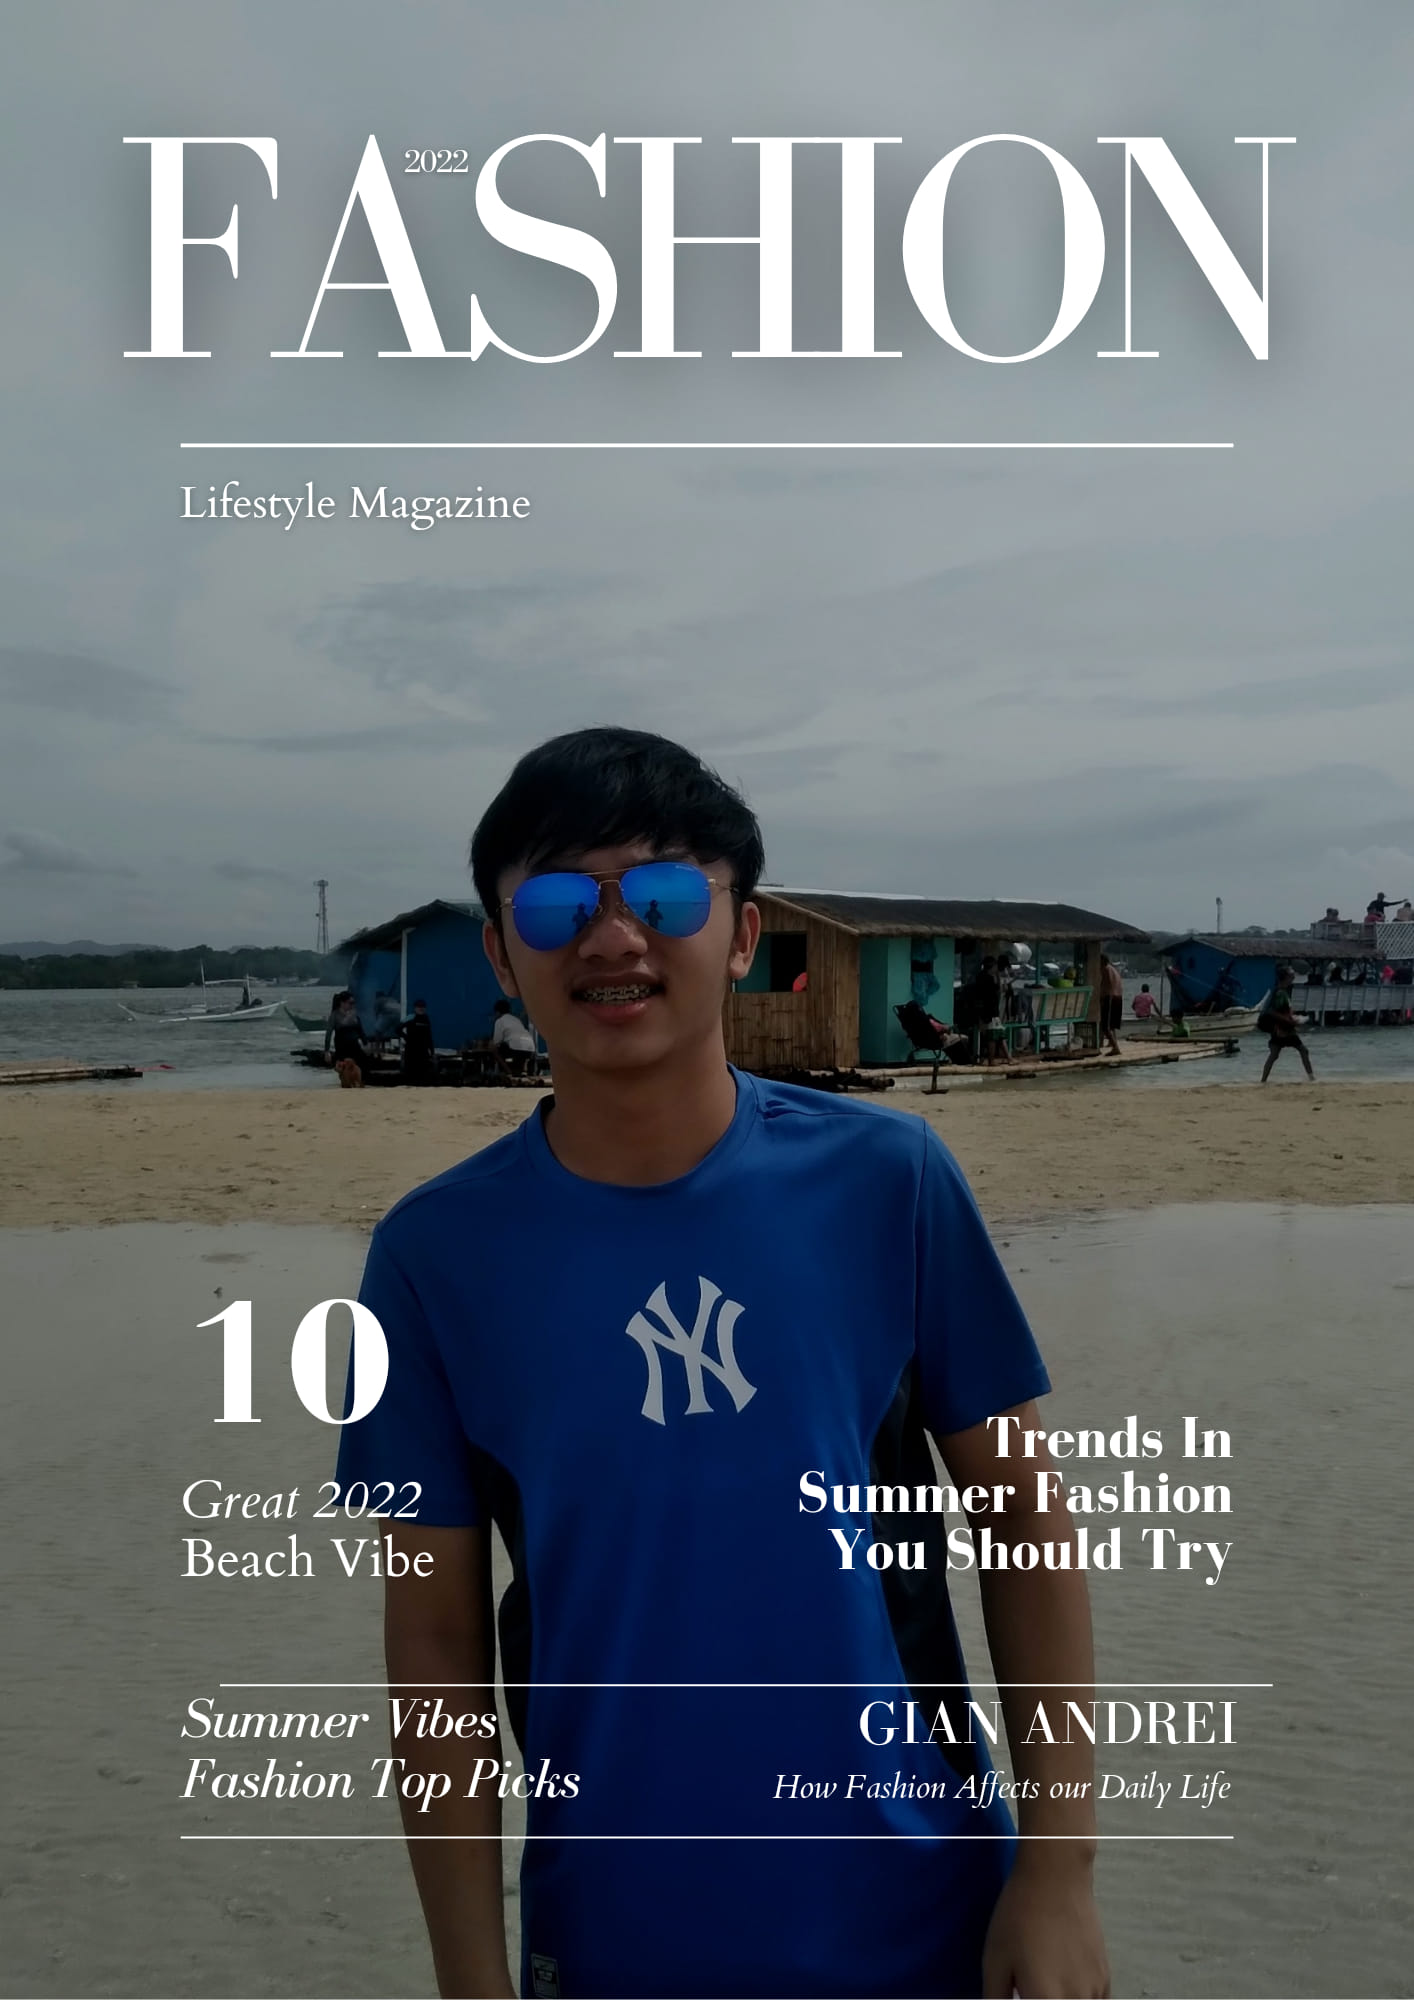 FASHION
2022
Lifestyle Magazine
NY
10
Great 2022
Beach Vibe
Trends In
Summer Fashion
You Should Try
Summer Vibes
Fashion Top Picks
GIAN ANDREI
How Fashion Affects our Daily Life